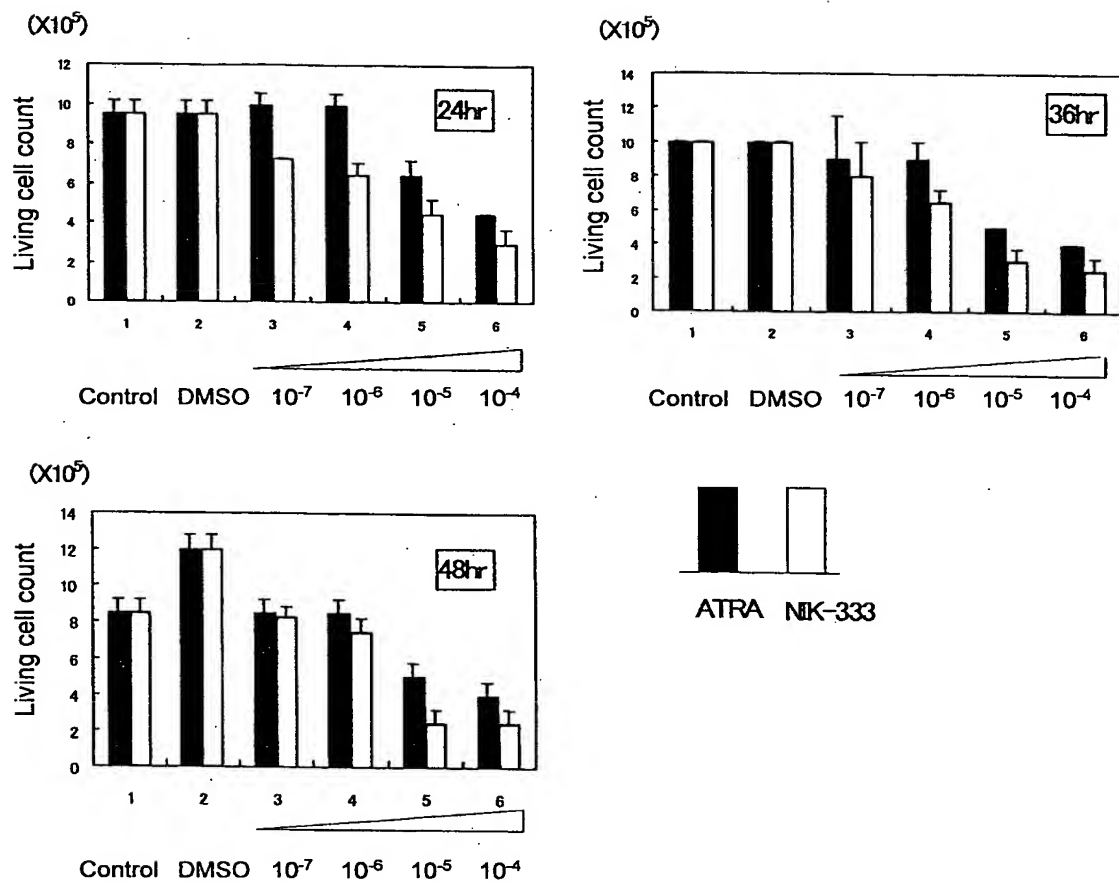 (X10⁵)
Living cell count
12
10
8
6
4
2
0
24hr
1 2 3 4 5 6
Control DMSO 10⁻⁷ 10⁻⁶ 10⁻⁵ 10⁻⁴
(X10⁵)
Living cell count
14
12
10
8
6
4
2
0
36hr
1 2 3 4 5 6
Control DMSO 10⁻⁷ 10⁻⁶ 10⁻⁵ 10⁻⁴
(X10⁵)
Living cell count
14
12
10
8
6
4
2
0
48hr
1 2 3 4 5 6
Control DMSO 10⁻⁷ 10⁻⁶ 10⁻⁵ 10⁻⁴
ATRA NIK-333